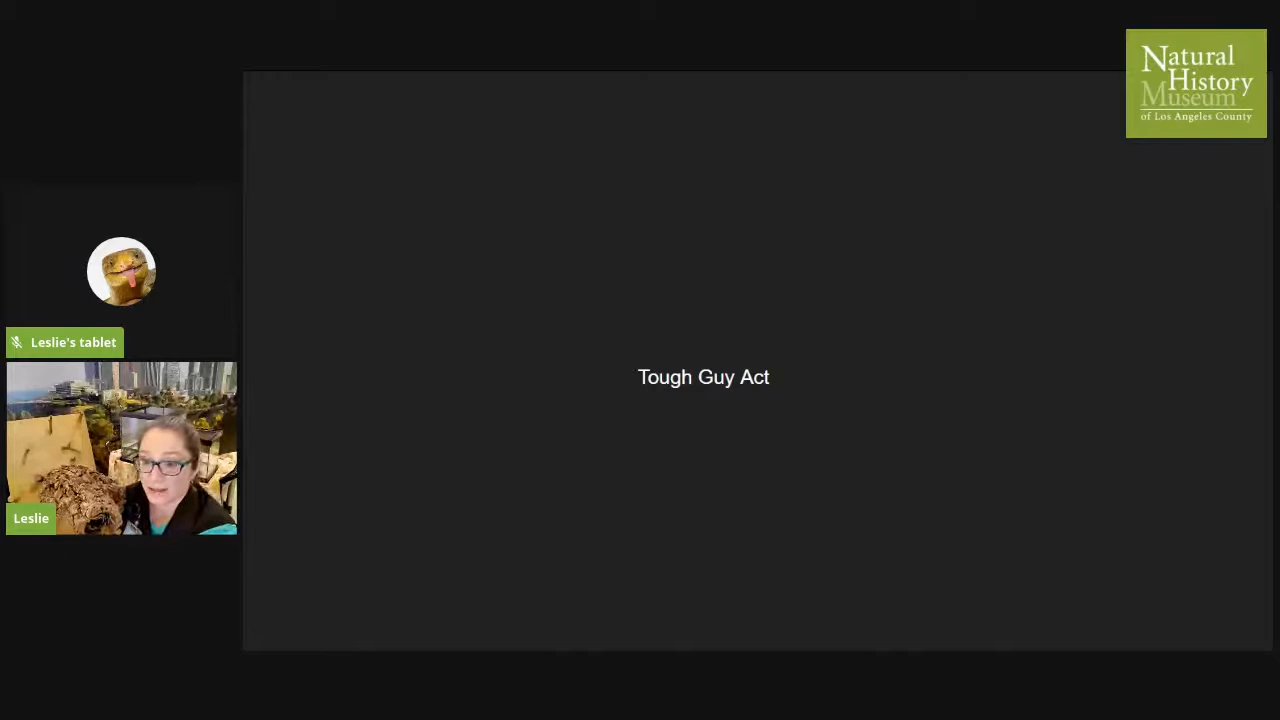 Natural
History
Museum
of Los Angeles County
Leslie's tablet
Tough Guy Act
Leslie